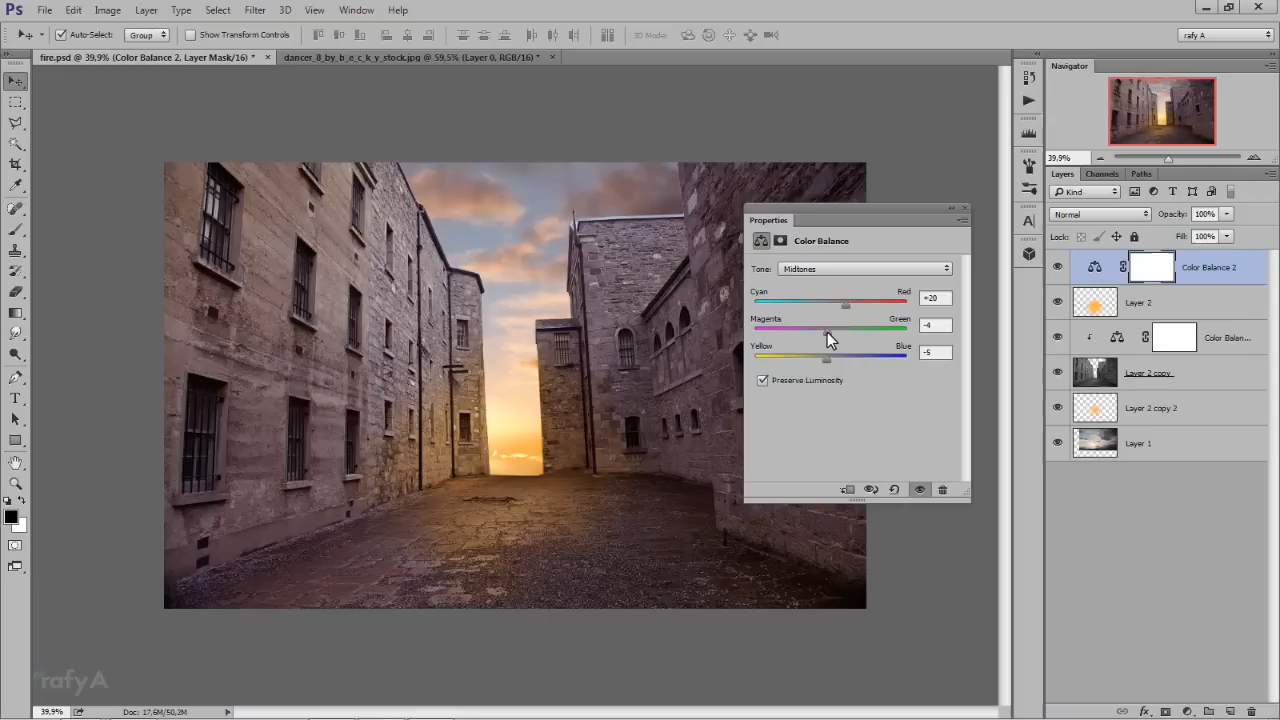 Ps File Edit Image Layer Type Select Filter 3D View Window Help
Auto-Select: Group Show Transform Controls 3D Mode: rafy A
fire.psd @ 39,9% (Color Balance 2, Layer Mask/16) * × dancer_8_by_b_e_c_k_y_stock.jpg @ 59,5% (Layer 0, RGB/16) * ×
Navigator
39,9%
Layers Channels Paths
Kind
Normal Opacity: 100%
Lock: Fill: 100%
Color Balance 2
Layer 2
Color Balan...
Layer 2 copy
Layer 2 copy 2
Layer 1
Properties
Color Balance
Tone: Midtones
Cyan Red +20
Magenta Green -4
Yellow Blue -5
Preserve Luminosity
rafyA
39,9% Doc: 17,6M/50,2M